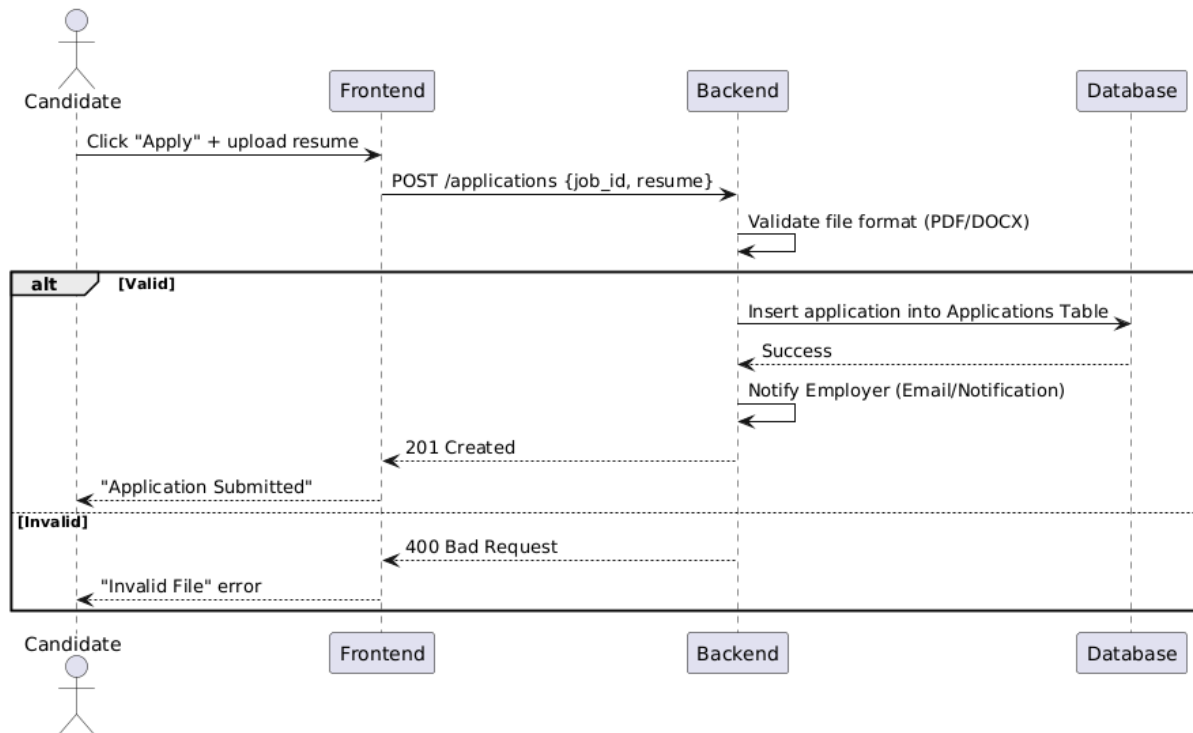 Candidate
Frontend
Backend
Database
Click "Apply" + upload resume
POST /applications {job_id, resume}
Validate file format (PDF/DOCX)
alt
[Valid]
Insert application into Applications Table
Success
Notify Employer (Email/Notification)
201 Created
"Application Submitted"
[Invalid]
400 Bad Request
"Invalid File" error
Candidate
Frontend
Backend
Database